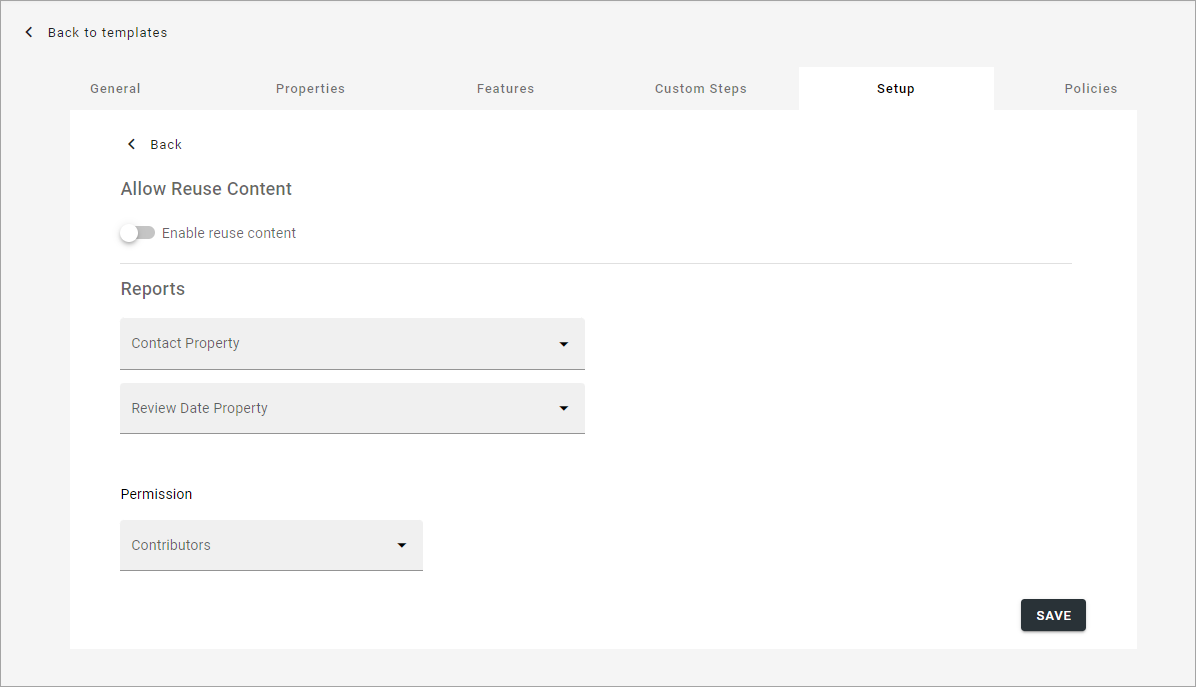 Back to templates
General Properties Features Custom Steps Setup Policies
Back
Allow Reuse Content
Enable reuse content
Reports
Contact Property
Review Date Property
Permission
Contributors
SAVE